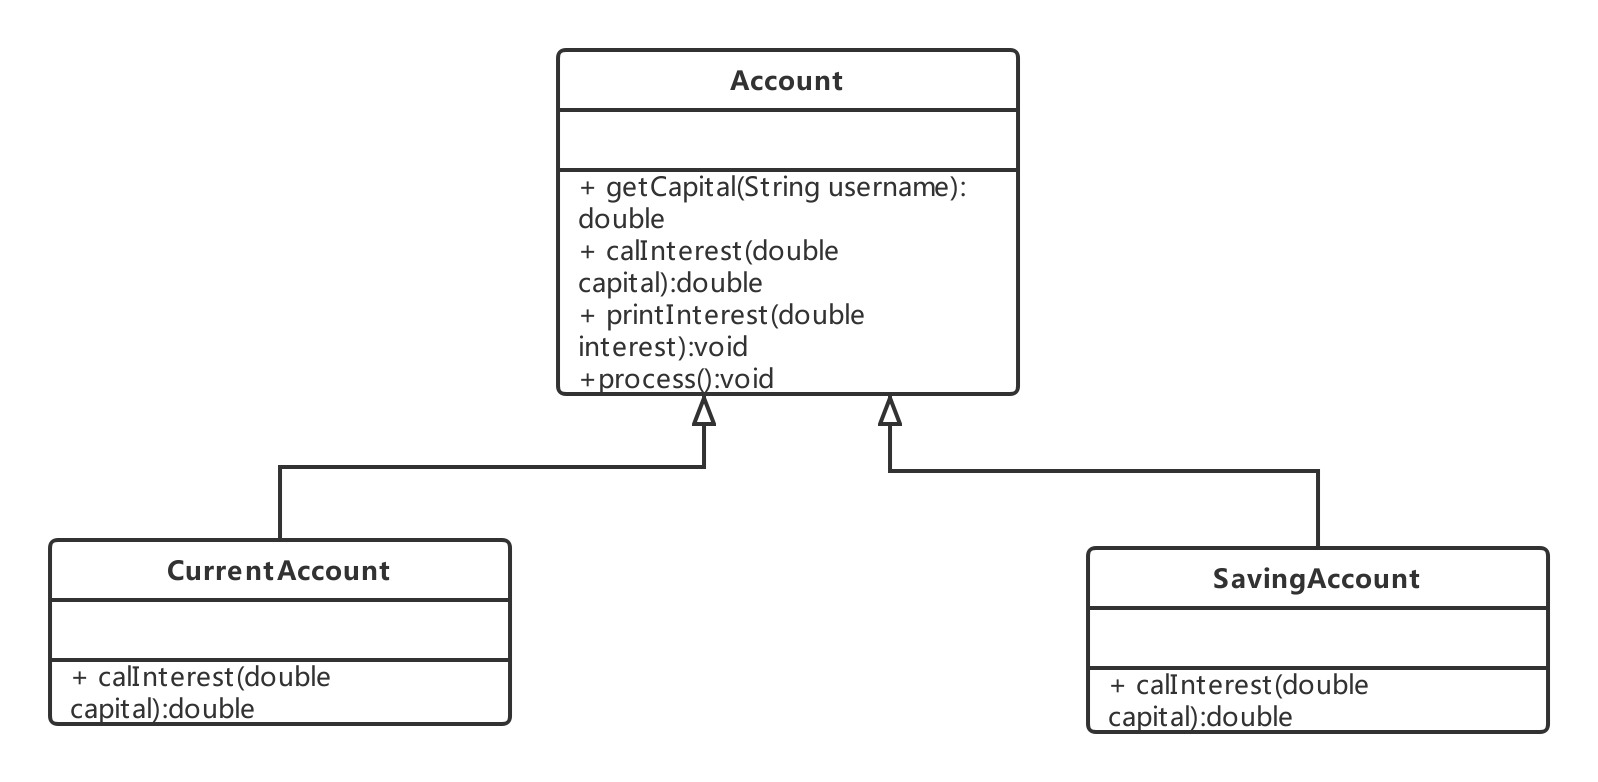 Account
+ getCapital(String username):
double
+ calInterest(double
capital):double
+ printInterest(double
interest):void
+process():void
CurrentAccount
+ calInterest(double
capital):double
SavingAccount
+ calInterest(double
capital):double